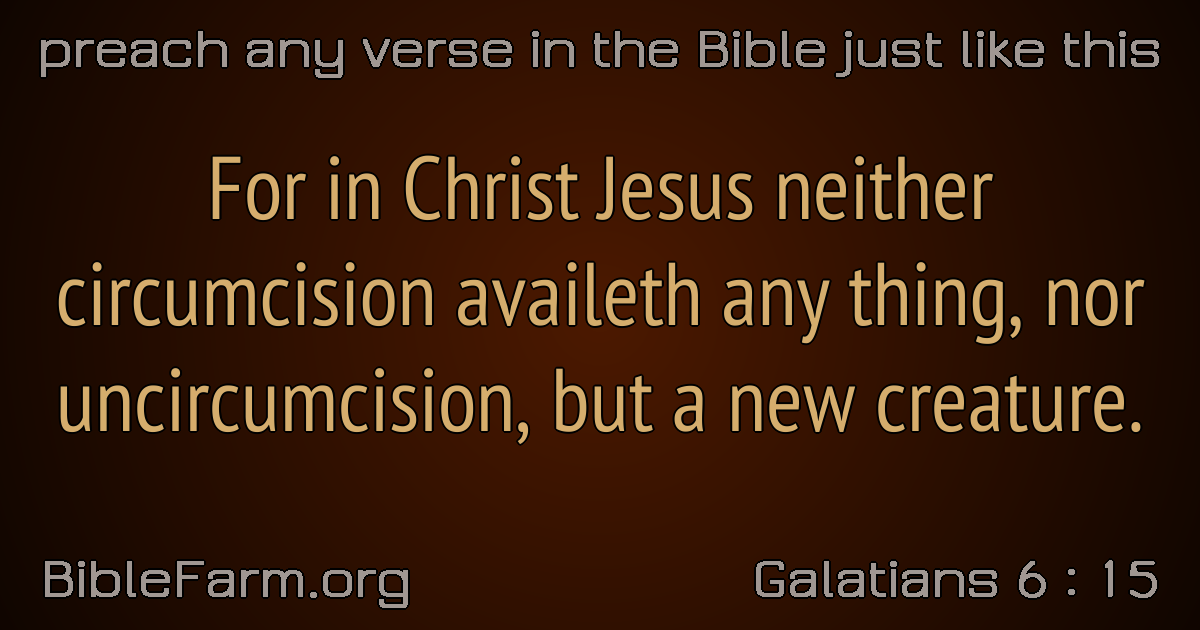 preach any verse in the Bible just like this
For in Christ Jesus neither
circumcision availeth any thing, nor
uncircumcision, but a new creature.
BibleFarm.org
Galatians 6 : 15